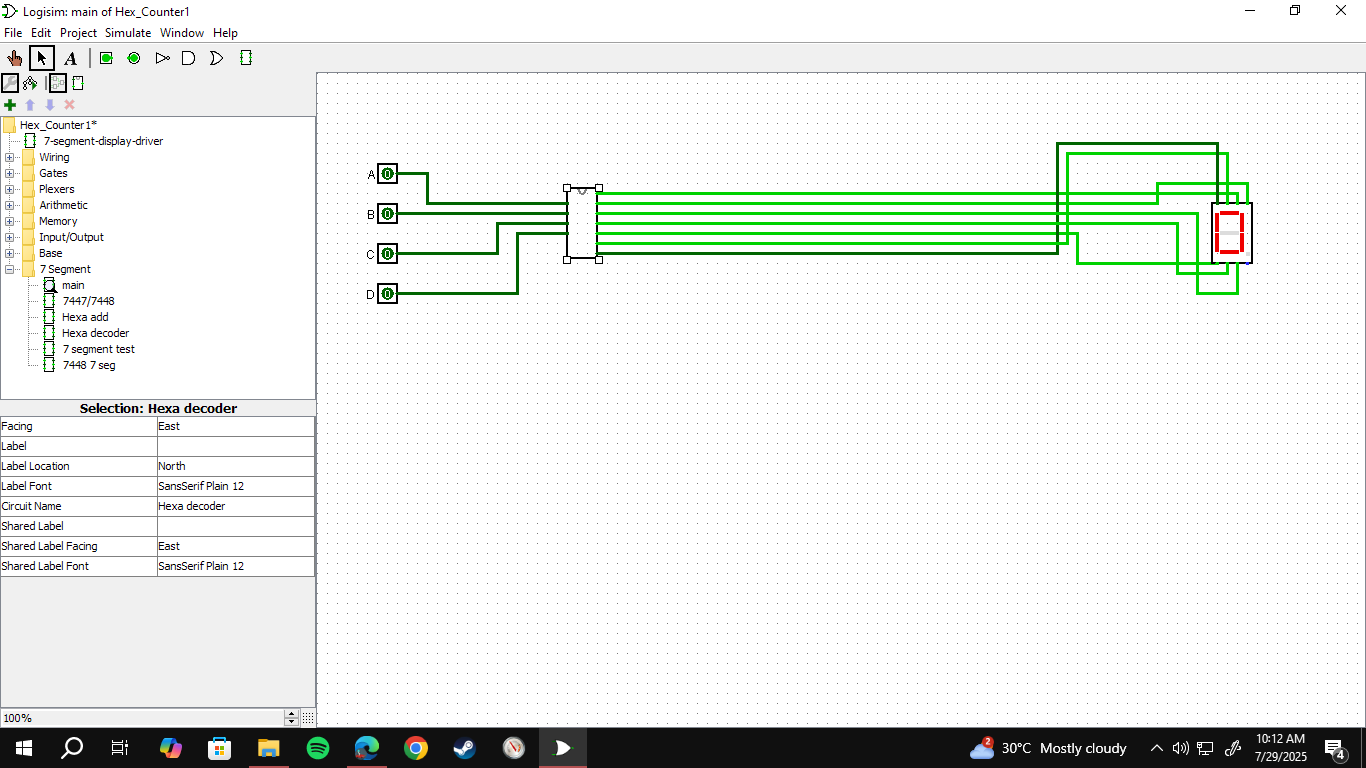 Logisim: main of Hex_Counter1
File Edit Project Simulate Window Help
A
Hex_Counter1*
7-segment-display-driver
Wiring
Gates
Plexers
Arithmetic
Memory
Input/Output
Base
7 Segment
main
7447/7448
Hexa add
Hexa decoder
7 segment test
7448 7 seg
Selection: Hexa decoder
Facing East
Label
Label Location North
Label Font SansSerif Plain 12
Circuit Name Hexa decoder
Shared Label
Shared Label Facing East
Shared Label Font SansSerif Plain 12
100%
A 0
B 0
C 0
D 0
2
30°C Mostly cloudy
10:12 AM
7/29/2025
4